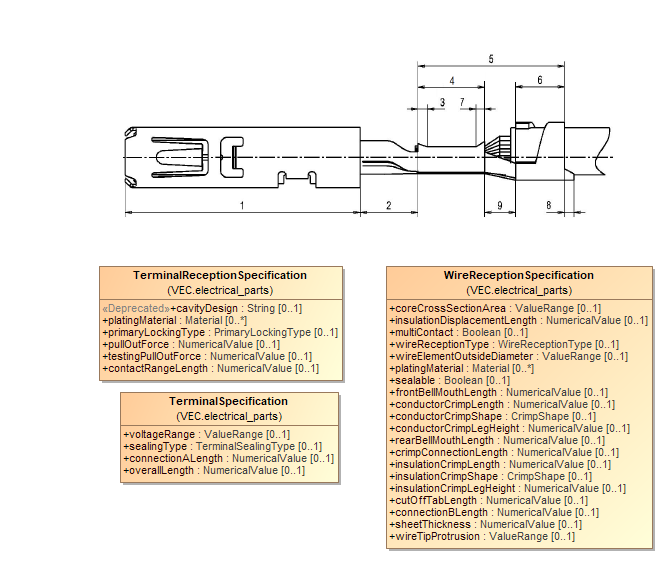 5
4
6
3
7
1
2
9
8
TerminalReceptionSpecification
(VEC.electrical_parts)
«Deprecated»+cavityDesign : String [0..1]
+platingMaterial : Material [0..*]
+primaryLockingType : PrimaryLockingType [0..1]
+pullOutForce : NumericalValue [0..1]
+testingPullOutForce : NumericalValue [0..1]
+contactRangeLength : NumericalValue [0..1]
TerminalSpecification
(VEC.electrical_parts)
+voltageRange : ValueRange [0..1]
+sealingType : TerminalSealingType [0..1]
+connectionALength : NumericalValue [0..1]
+overallLength : NumericalValue [0..1]
WireReceptionSpecification
(VEC.electrical_parts)
+coreCrossSectionArea : ValueRange [0..1]
+insulationDisplacementLength : NumericalValue [0..1]
+multiContact : Boolean [0..1]
+wireReceptionType : WireReceptionType [0..1]
+wireElementOutsideDiameter : ValueRange [0..1]
+platingMaterial : Material [0..*]
+sealable : Boolean [0..1]
+frontBellMouthLength : NumericalValue [0..1]
+conductorCrimpLength : NumericalValue [0..1]
+conductorCrimpShape : CrimpShape [0..1]
+conductorCrimpLegHeight : NumericalValue [0..1]
+rearBellMouthLength : NumericalValue [0..1]
+crimpConnectionLength : NumericalValue [0..1]
+insulationCrimpLength : NumericalValue [0..1]
+insulationCrimpShape : CrimpShape [0..1]
+insulationCrimpLegHeight : NumericalValue [0..1]
+cutOffTabLength : NumericalValue [0..1]
+connectionBLength : NumericalValue [0..1]
+sheetThickness : NumericalValue [0..1]
+wireTipProtrusion : ValueRange [0..1]